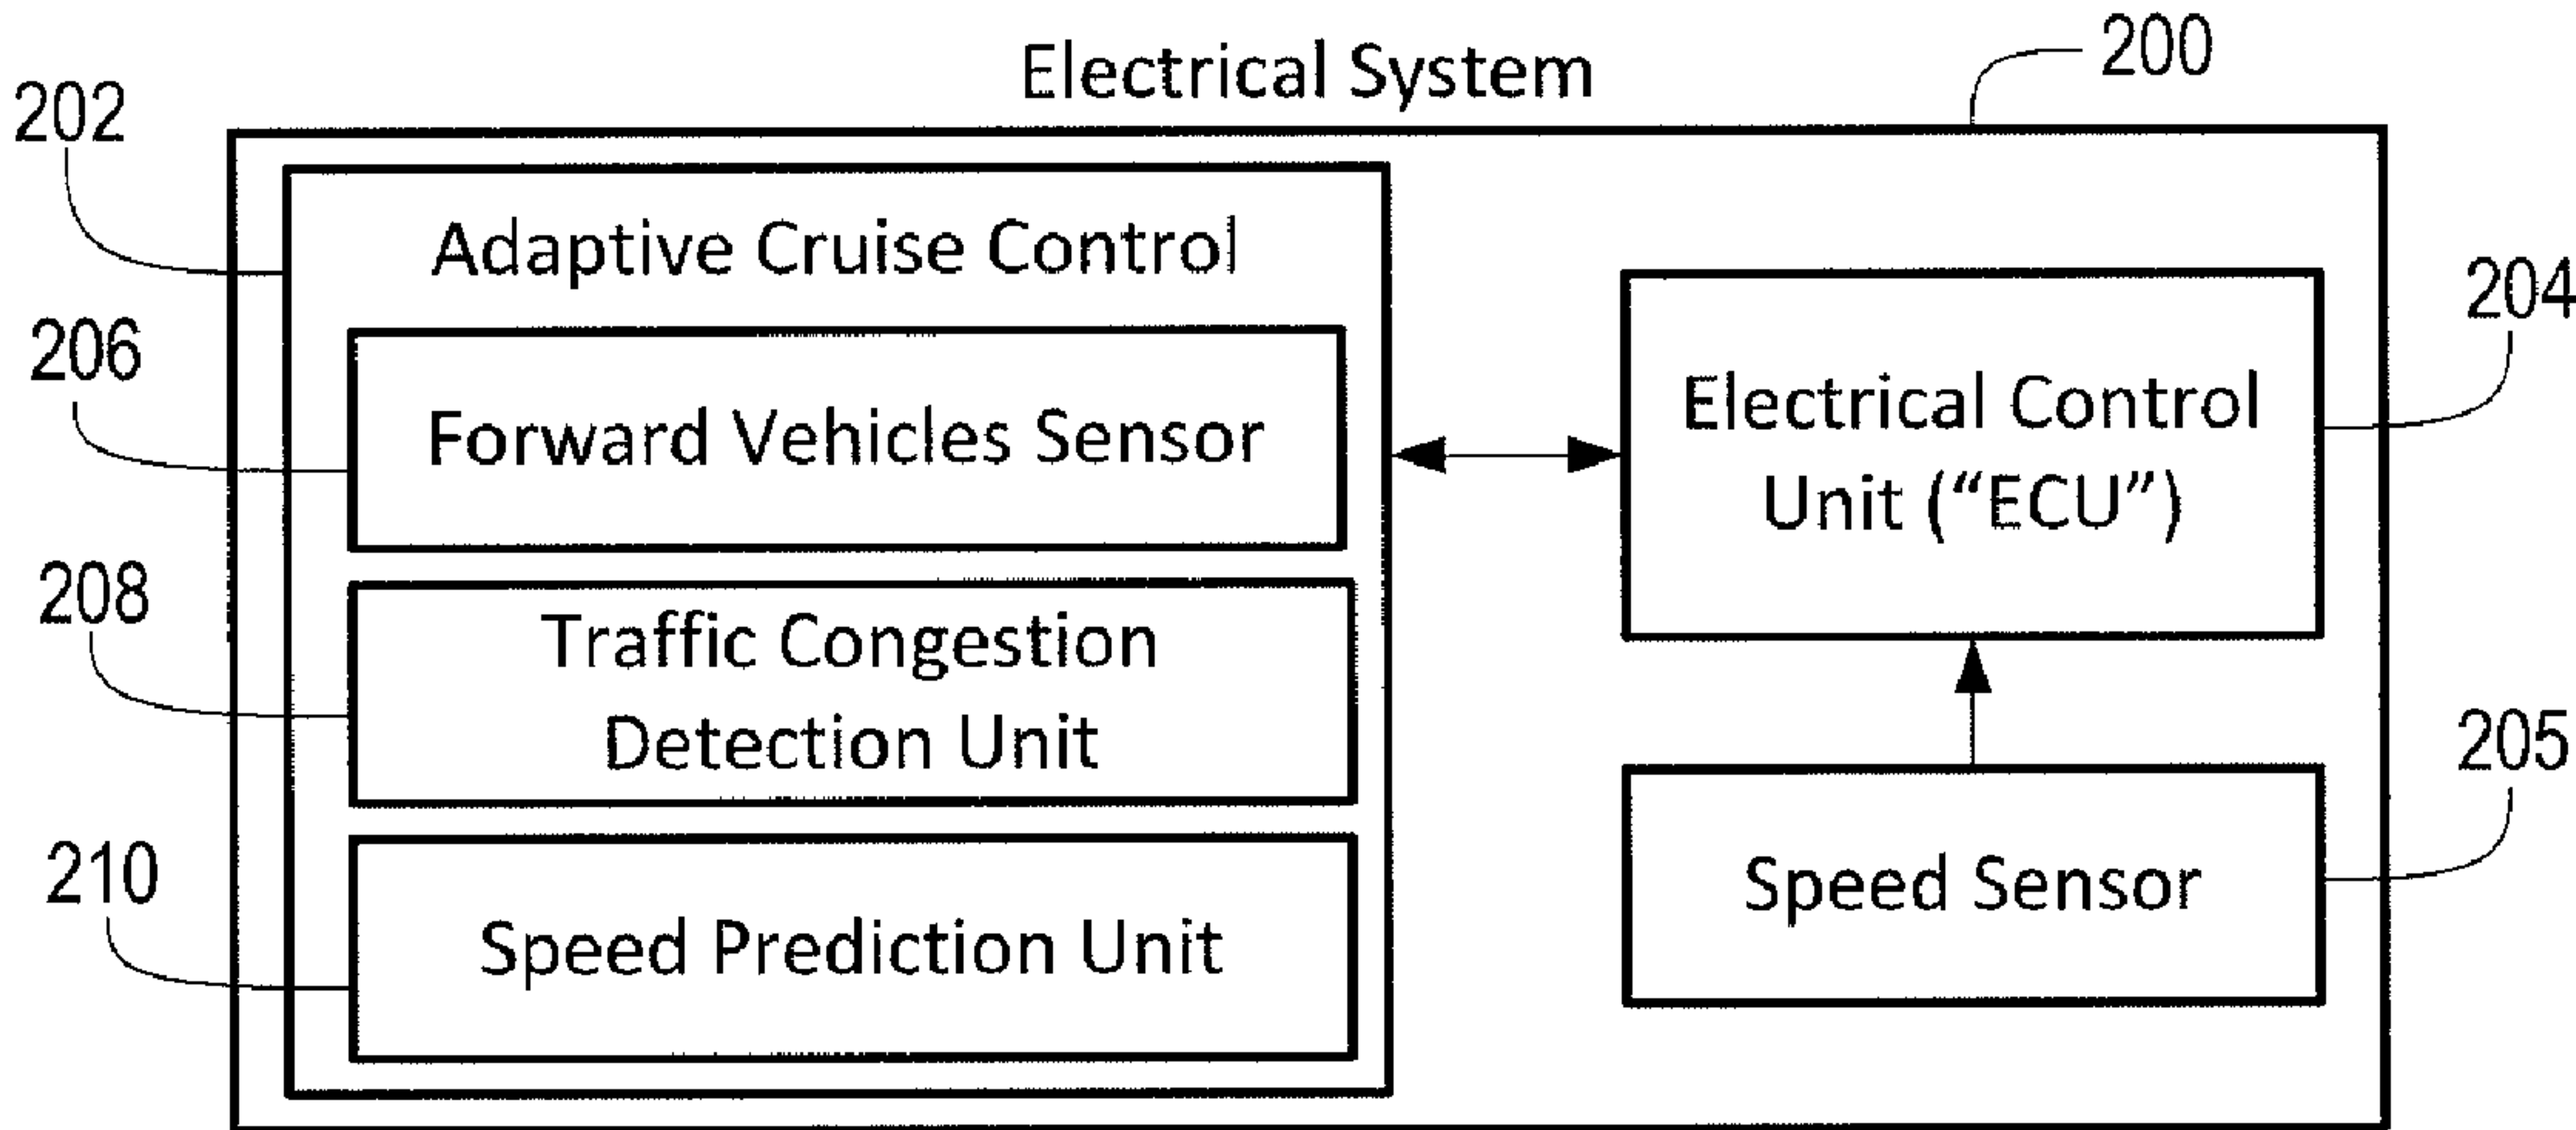 Electrical System
200
202
Adaptive Cruise Control
206
Forward Vehicles Sensor
208
Traffic Congestion
Detection Unit
210
Speed Prediction Unit
Electrical Control
Unit (“ECU”)
204
Speed Sensor
205